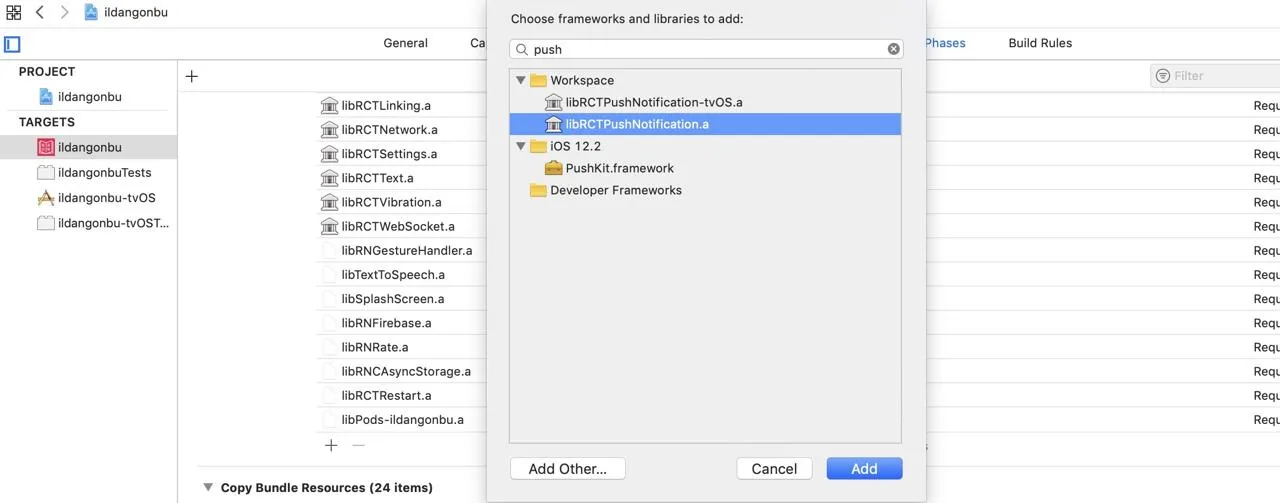 ildangonbu
General
Ca
Phases
Build Rules
PROJECT
ildangonbu
TARGETS
ildangonbu
ildangonbuTests
ildangonbu-tvOS
ildangonbu-tvOST...
Filter
libRCTLinking.a
Requ
libRCTNetwork.a
Requ
libRCTSettings.a
Requ
libRCTText.a
Requ
libRCTVibration.a
Requ
libRCTWebSocket.a
Requ
libRNGestureHandler.a
Requ
libTextToSpeech.a
Requ
libSplashScreen.a
Requ
libRNFirebase.a
Requ
libRNRate.a
Requ
libRNCAsyncStorage.a
Requ
libRCTRestart.a
Requ
libPods-ildangonbu.a
Requ
Copy Bundle Resources (24 items)
Choose frameworks and libraries to add:
push
Workspace
libRCTPushNotification-tvOS.a
libRCTPushNotification.a
iOS 12.2
PushKit.framework
Developer Frameworks
Add Other...
Cancel
Add